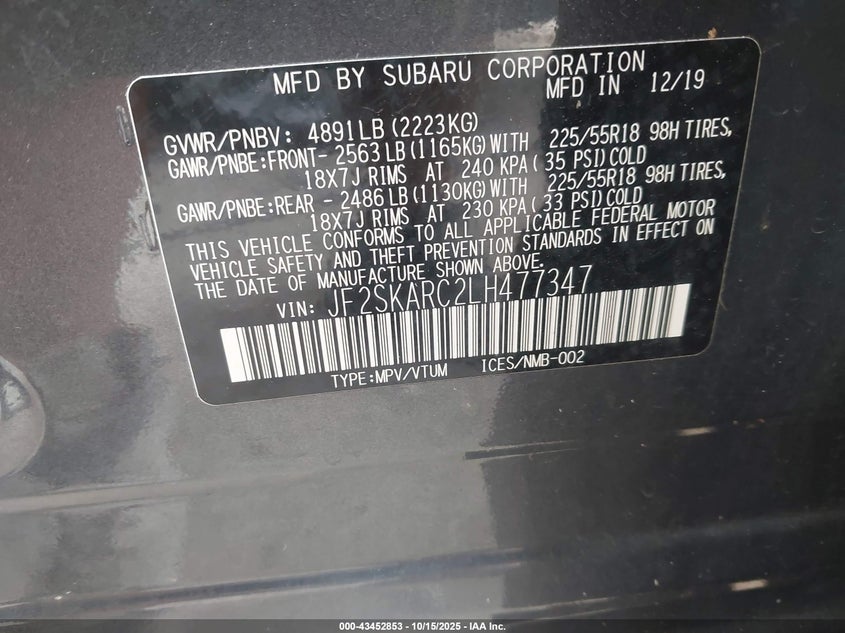 MFD BY SUBARU CORPORATION
MFD IN 12/19
GVWR/PNBV: 4891LB(2223KG)
GAWR/PNBE:FRONT- 2563LB(1165KG)WITH 225/55R18 98H TIRES,
18X7J RIMS AT 240 KPA( 35 PSI)COLD
GAWR/PNBE:REAR - 2486LB(1130KG)WITH 225/55R18 98H TIRES,
18X7J RIMS AT 230 KPA( 33 PSI)COLD
THIS VEHICLE CONFORMS TO ALL APPLICABLE FEDERAL MOTOR
VEHICLE SAFETY AND THEFT PREVENTION STANDARDS IN EFFECT ON
THE DATE OF MANUFACTURE SHOWN ABOVE.
VIN: JF2SKARC2LH477347
TYPE:MPV/VTUM ICES/NMB-002
000-43452853 - 10/15/2025 - IAA Inc.